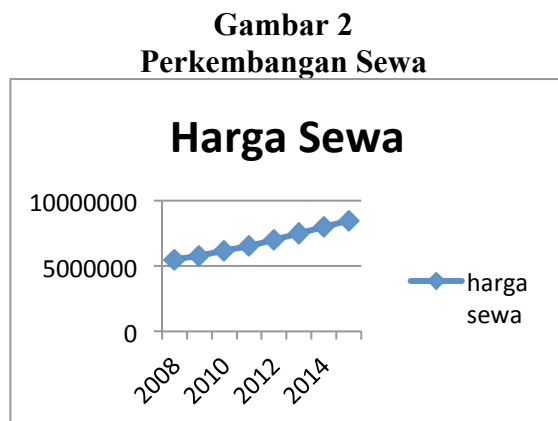 Gambar 2
Perkembangan Sewa
Harga Sewa
10000000
5000000
0
2008
2010
2012
2014
harga
sewa